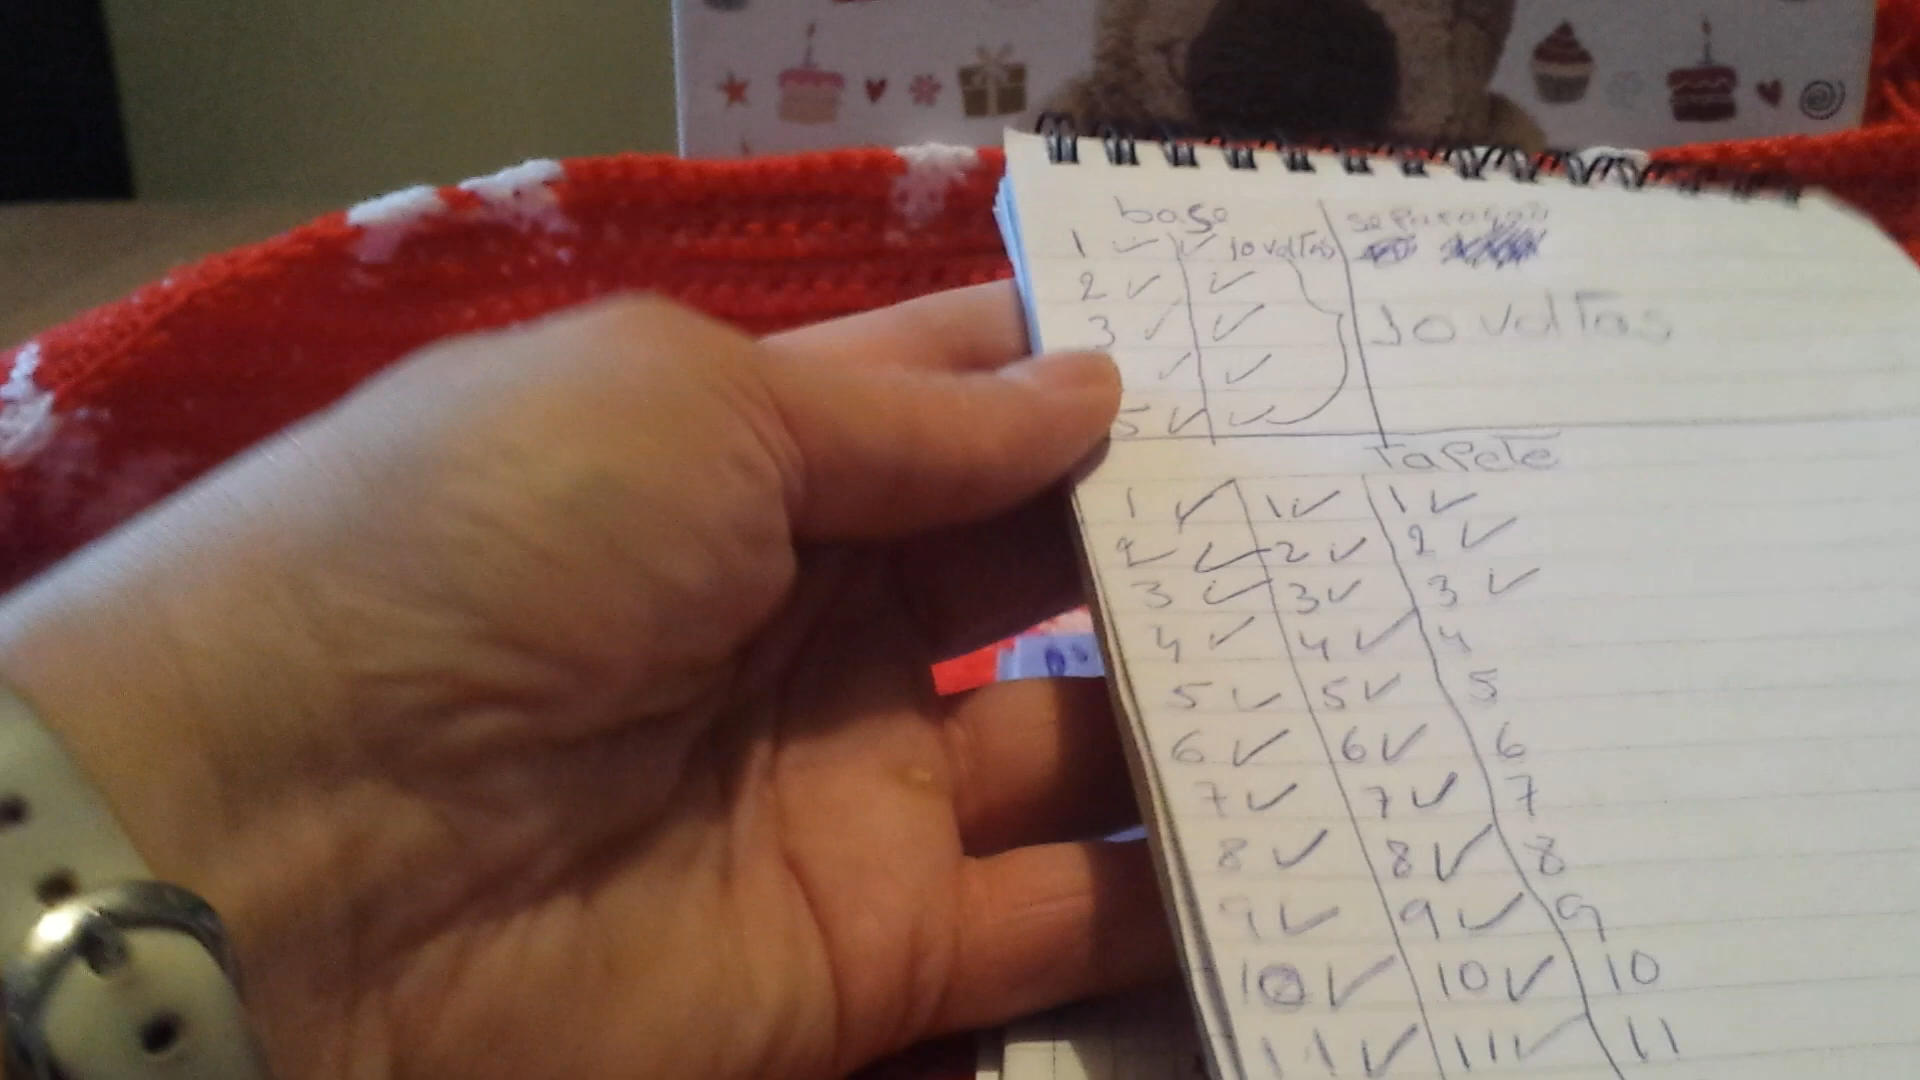 base separação
1 ✓ ✓ 10 voltas
2 ✓ ✓
3 ✓ ✓
✓ ✓ 10 voltas
5 ✓ ✓
Tapete
1 ✓ 1 ✓ 1 ✓
2 ✓ ✓ 2 ✓ 2 ✓
3 ✓ 3 ✓ 3 ✓
4 ✓ 4 ✓ 4
5 ✓ 5 ✓ 5
6 ✓ 6 ✓ 6
7 ✓ 7 ✓ 7
8 ✓ 8 ✓ 8
9 ✓ 9 ✓ 9
10 ✓ 10 ✓ 10
11 ✓ 11 ✓ 11